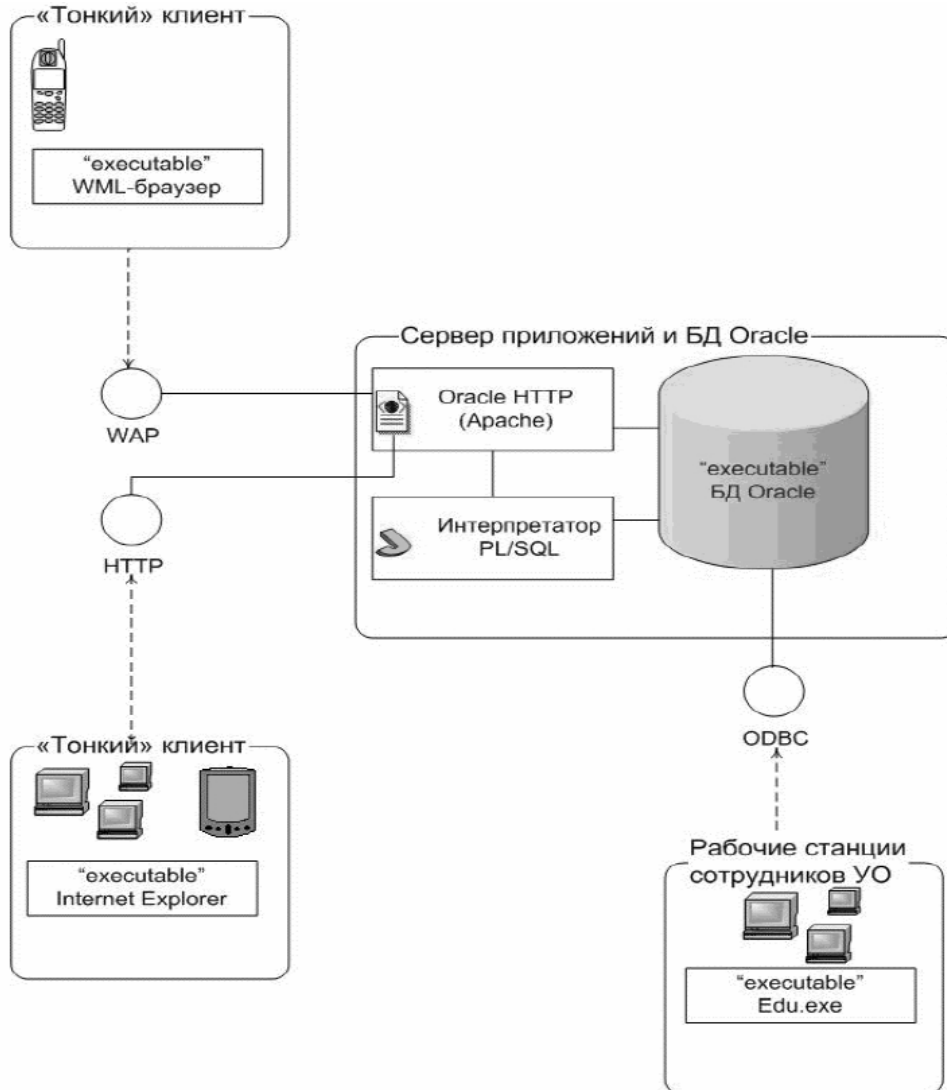 «Тонкий» клиент
“executable”
WML-браузер
WAP
HTTP
Сервер приложений и БД Oracle
Oracle HTTP
(Apache)
Интерпретатор
PL/SQL
“executable”
БД Oracle
ODBC
«Тонкий» клиент
“executable”
Internet Explorer
Рабочие станции
сотрудников УО
“executable”
Edu.exe